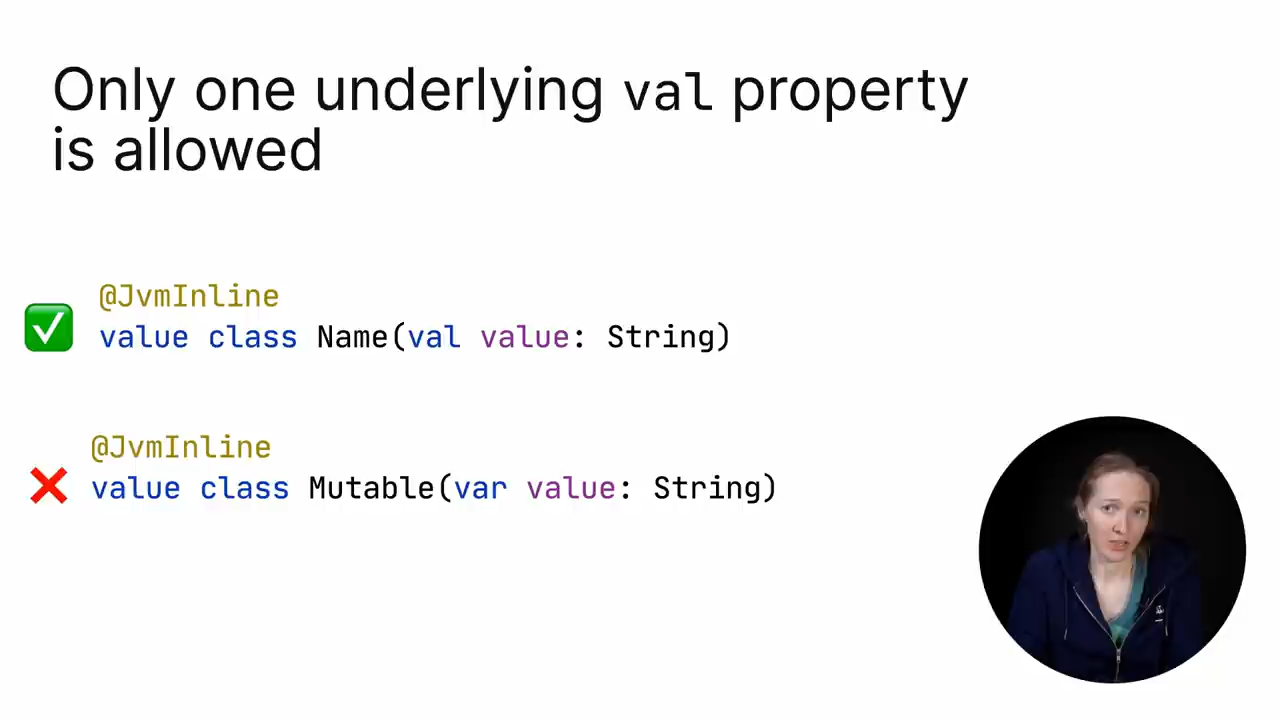 Only one underlying val property
is allowed
@JvmInline
value class Name(val value: String)
@JvmInline
value class Mutable(var value: String)